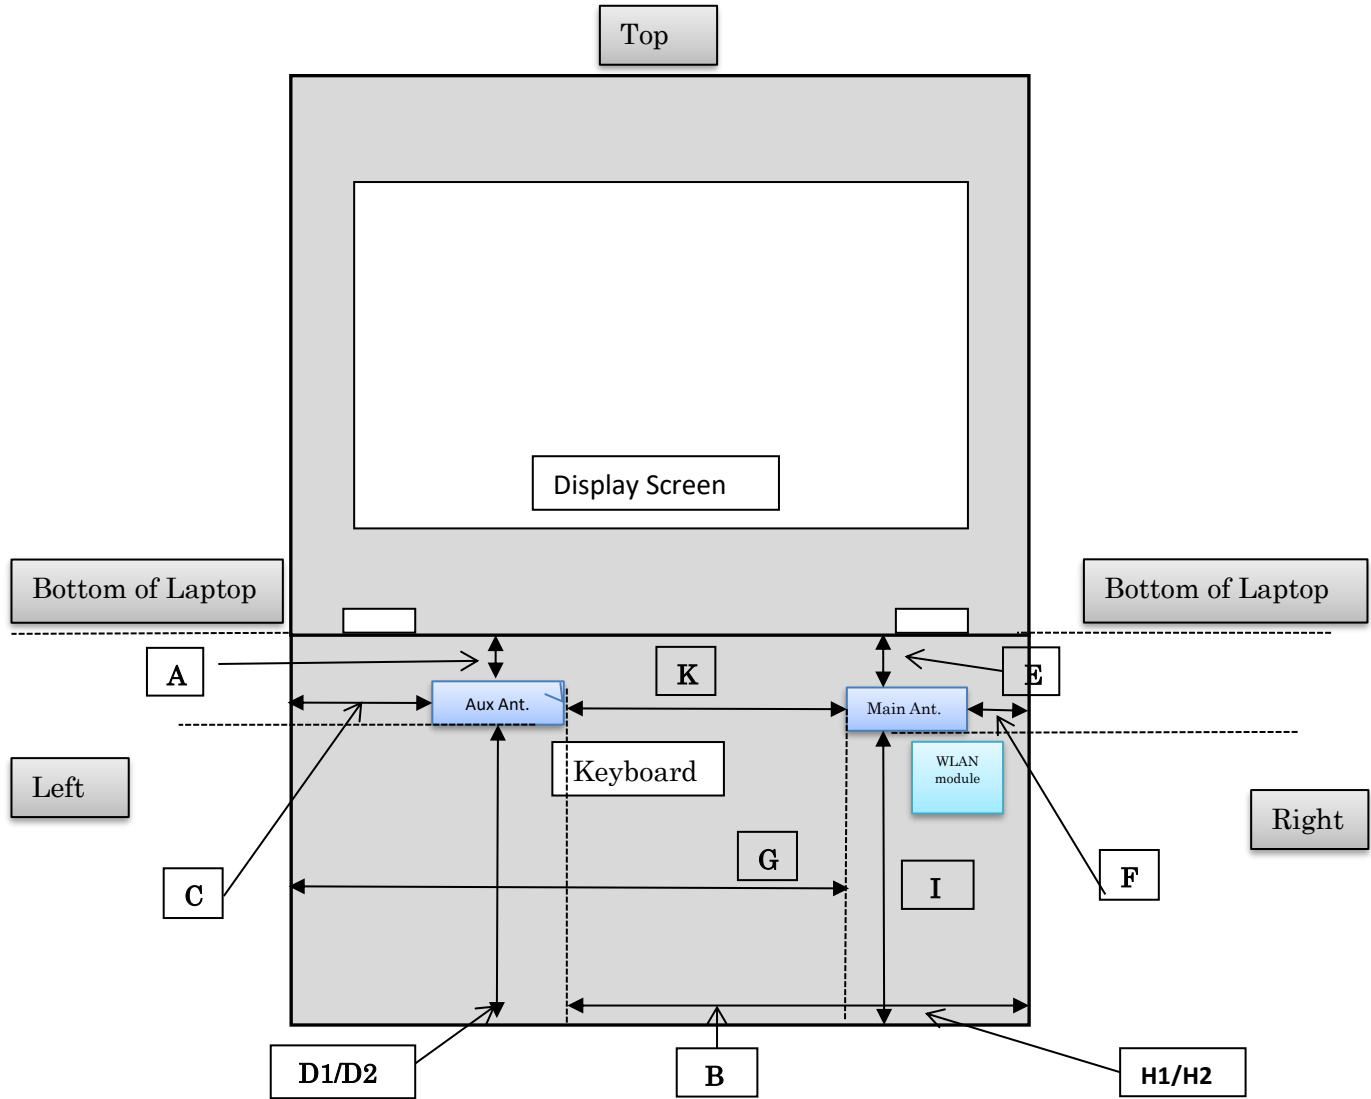 Top
Display Screen
Bottom of Laptop
Bottom of Laptop
A
K
E
Aux Ant.
Main Ant.
Keyboard
WLAN
module
Left
Right
G
C
I
F
D1/D2
B
H1/H2